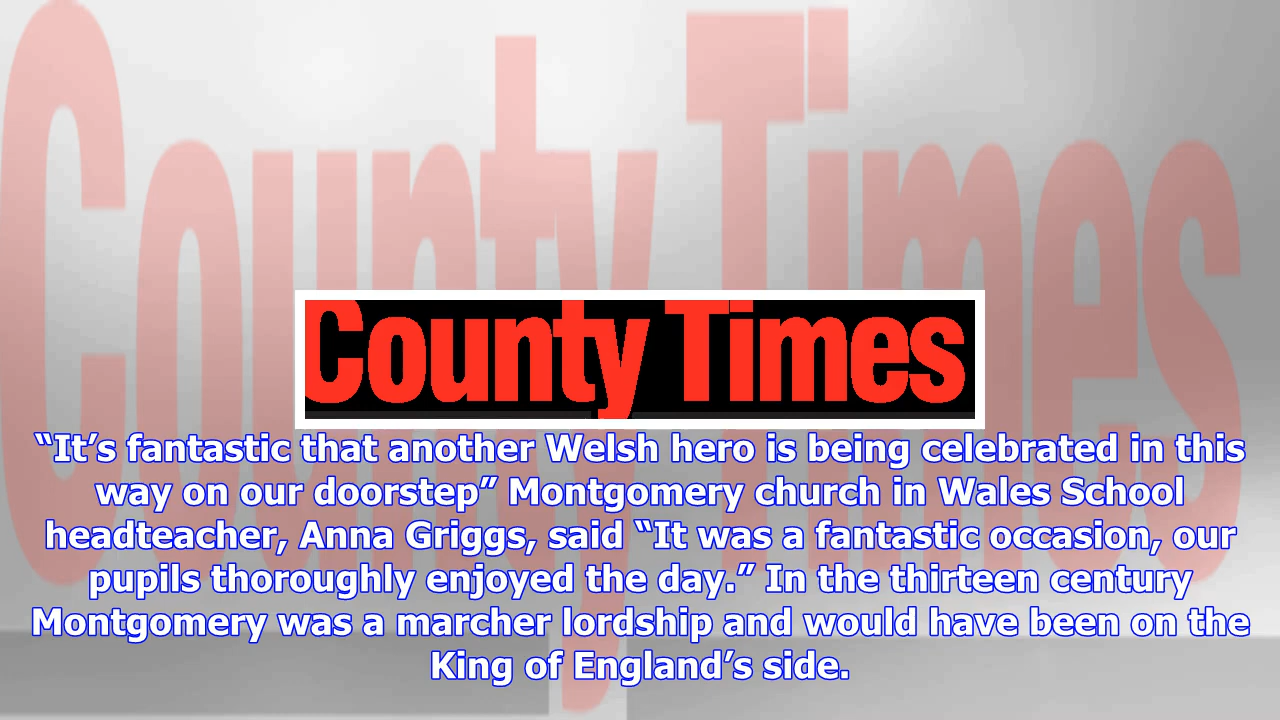 County Times
County Times
“It’s fantastic that another Welsh hero is being celebrated in this
way on our doorstep” Montgomery church in Wales School
headteacher, Anna Griggs, said “It was a fantastic occasion, our
pupils thoroughly enjoyed the day.” In the thirteen century
Montgomery was a marcher lordship and would have been on the
King of England’s side.